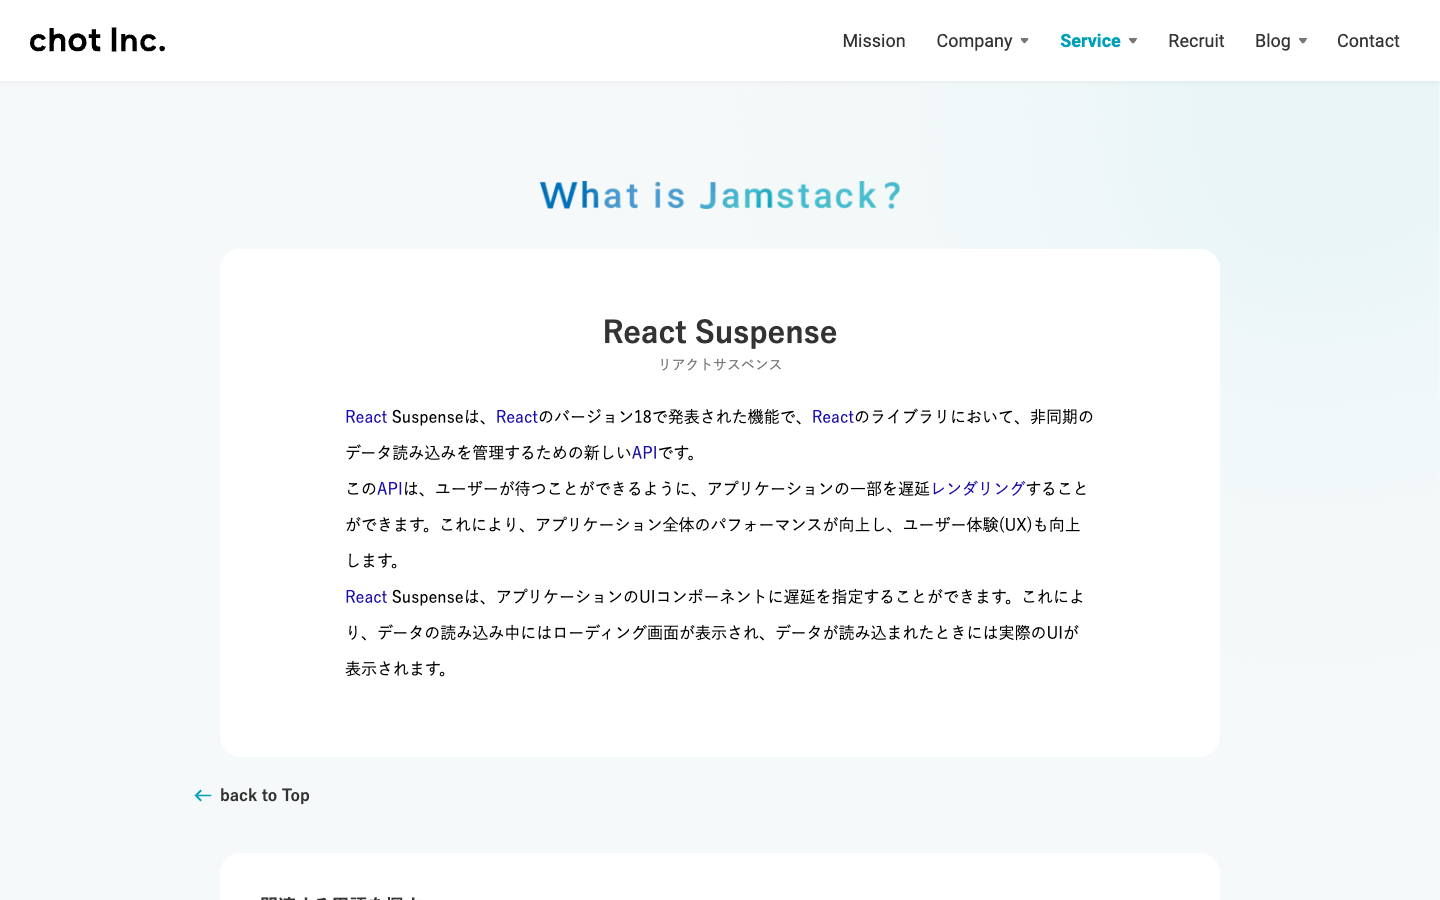 chot Inc.
Mission Company Service Recruit Blog Contact
What is Jamstack?
React Suspense
リアクトサスペンス
React Suspenseは、Reactのバージョン18で発表された機能で、Reactのライブラリにおいて、非同期の
データ読み込みを管理するための新しいAPIです。
このAPIは、ユーザーが待つことができるように、アプリケーションの一部を遅延レンダリングすること
ができます。これにより、アプリケーション全体のパフォーマンスが向上し、ユーザー体験(UX)も向上
します。
React Suspenseは、アプリケーションのUIコンポーネントに遅延を指定することができます。これによ
り、データの読み込み中にはローディング画面が表示され、データが読み込まれたときには実際のUIが
表示されます。
back to Top